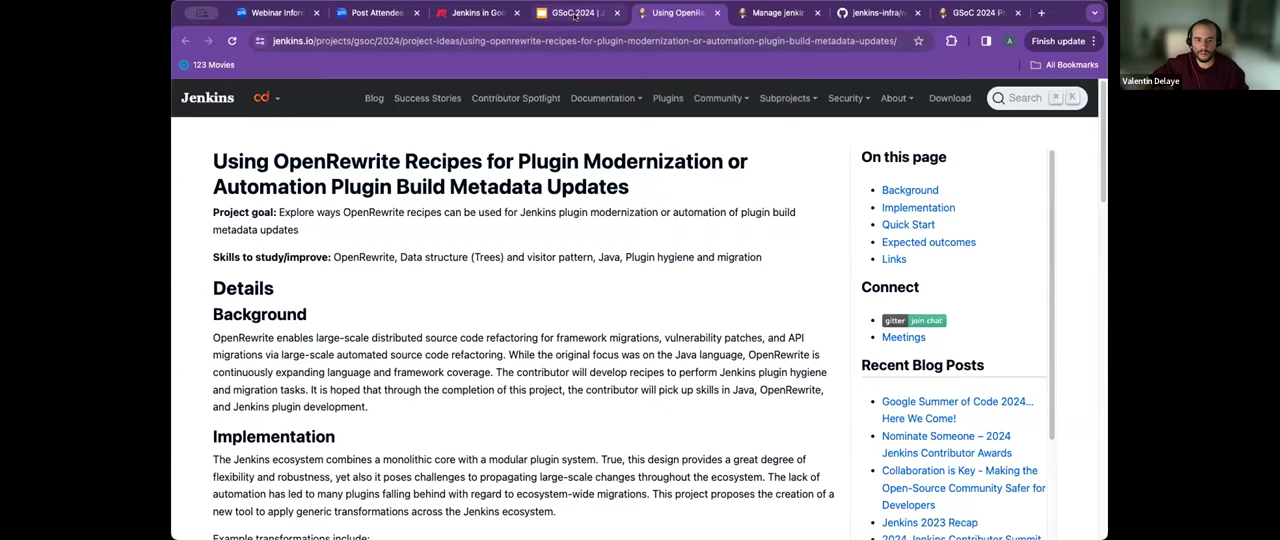 Webinar Inforr
Post Attendee
Jenkins in Goo
GSoC 2024 | J
Using OpenRe
Manage jenkin
jenkins-infra/r
GSoC 2024 Pr
jenkins.io/projects/gsoc/2024/project-ideas/using-openrewrite-recipes-for-plugin-modernization-or-automation-plugin-build-metadata-updates/
A
Finish update
123 Movies
All Bookmarks
Jenkins
cd
Blog
Success Stories
Contributor Spotlight
Documentation
Plugins
Community
Subprojects
Security
About
Download
Search
⌘
K
Using OpenRewrite Recipes for Plugin Modernization or
Automation Plugin Build Metadata Updates
Project goal: Explore ways OpenRewrite recipes can be used for Jenkins plugin modernization or automation of plugin build
metadata updates
Skills to study/improve: OpenRewrite, Data structure (Trees) and visitor pattern, Java, Plugin hygiene and migration
Details
Background
OpenRewrite enables large-scale distributed source code refactoring for framework migrations, vulnerability patches, and API
migrations via large-scale automated source code refactoring. While the original focus was on the Java language, OpenRewrite is
continuously expanding language and framework coverage. The contributor will develop recipes to perform Jenkins plugin hygiene
and migration tasks. It is hoped that through the completion of this project, the contributor will pick up skills in Java, OpenRewrite,
and Jenkins plugin development.
Implementation
The Jenkins ecosystem combines a monolithic core with a modular plugin system. True, this design provides a great degree of
flexibility and robustness, yet also it poses challenges to propagating large-scale changes throughout the ecosystem. The lack of
automation has led to many plugins falling behind with regard to ecosystem-wide migrations. This project proposes the creation of a
new tool to apply generic transformations across the Jenkins ecosystem.
Example transformations include:
On this page
Background
Implementation
Quick Start
Expected outcomes
Links
Connect
gitter join chat
Meetings
Recent Blog Posts
Google Summer of Code 2024...
Here We Come!
Nominate Someone – 2024
Jenkins Contributor Awards
Collaboration is Key - Making the
Open-Source Community Safer for
Developers
Jenkins 2023 Recap
2024 Jenkins Contributor Summit
Valentin Delaye